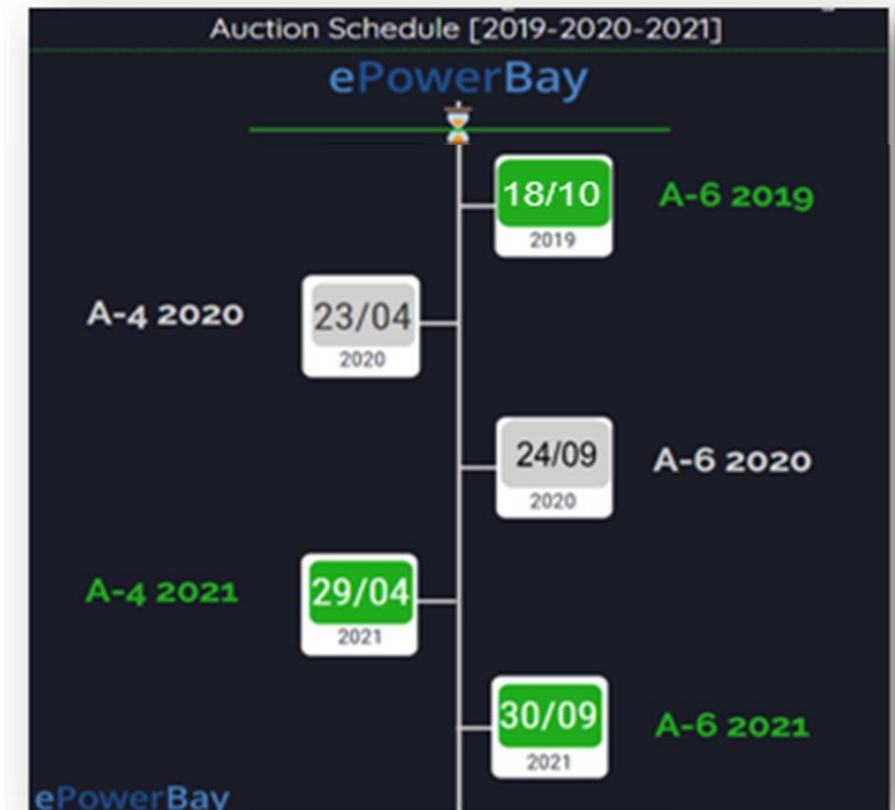 Auction Schedule [2019-2020-2021]
ePowerBay
18/10
2019
A-6 2019
A-4 2020
23/04
2020
24/09
2020
A-6 2020
A-4 2021
29/04
2021
30/09
2021
A-6 2021
ePowerBay